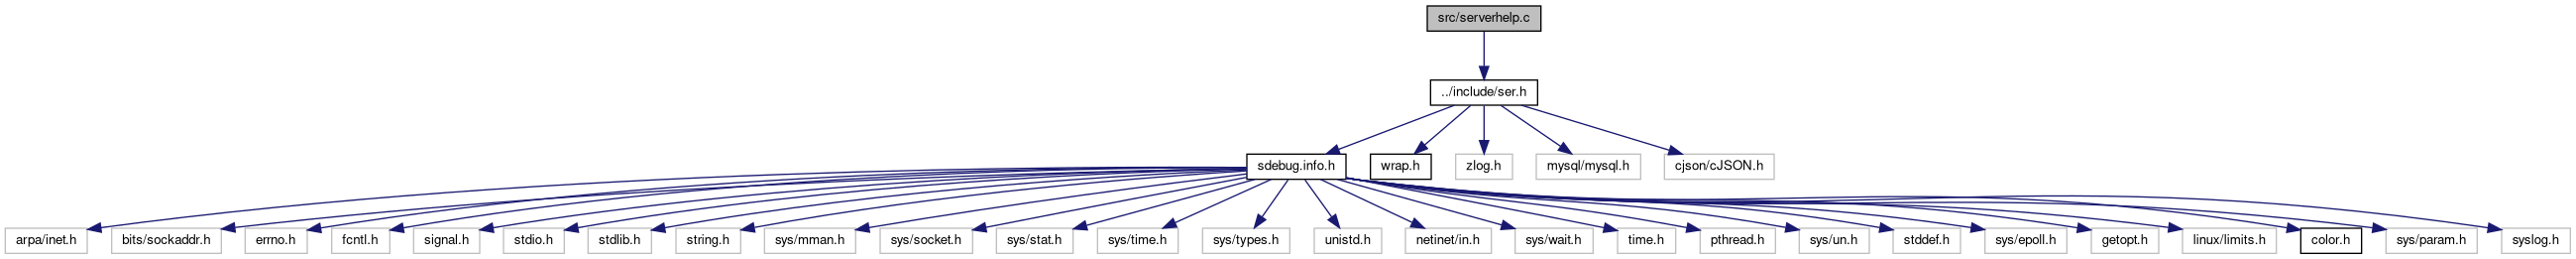 src/serverhelp.c
../include/ser.h
sdebug.info.h
wrap.h
zlog.h
mysql/mysql.h
cjson/cJSON.h
arpa/inet.h
bits/sockaddr.h
errno.h
fcntl.h
signal.h
stdio.h
stdlib.h
string.h
sys/mman.h
sys/socket.h
sys/stat.h
sys/time.h
sys/types.h
unistd.h
netinet/in.h
sys/wait.h
time.h
pthread.h
sys/un.h
stddef.h
sys/epoll.h
getopt.h
linux/limits.h
color.h
sys/param.h
syslog.h